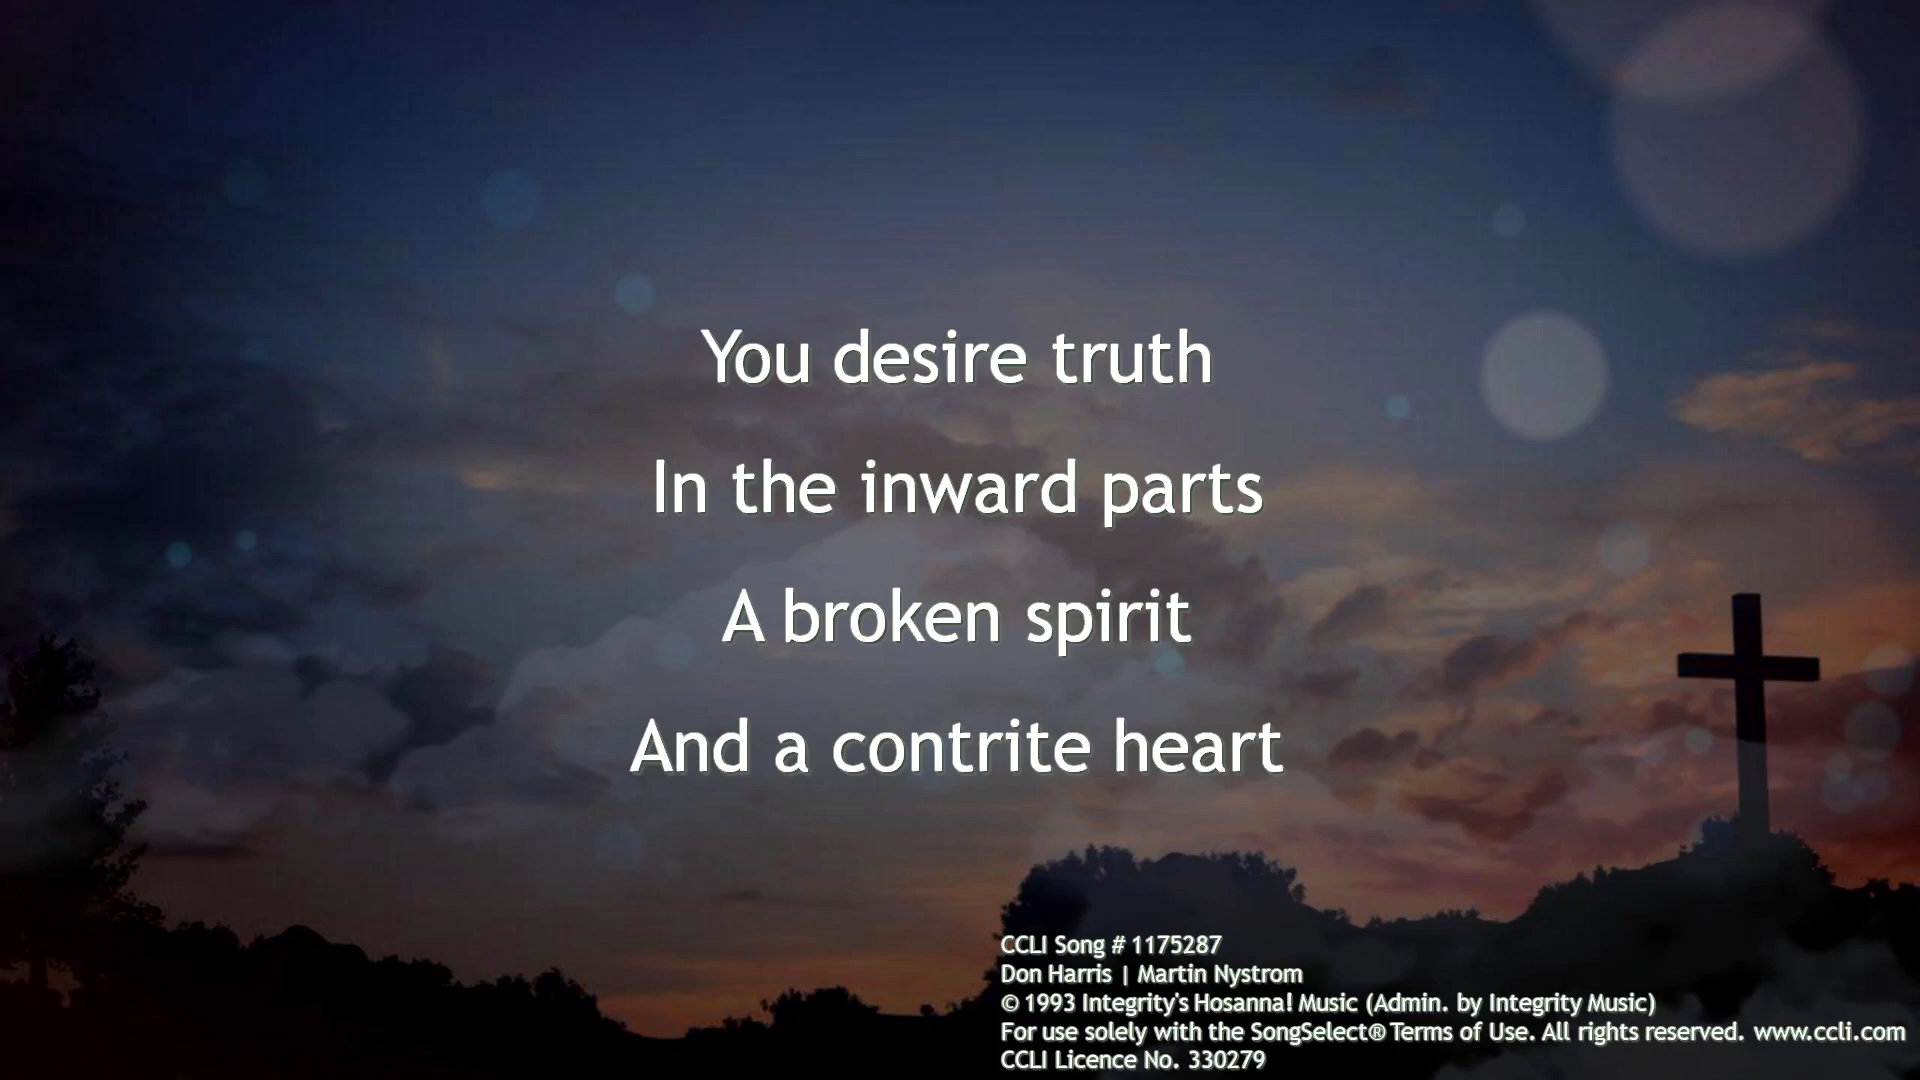 You desire truth
In the inward parts
A broken spirit
And a contrite heart
CCLI Song # 1175287
Don Harris | Martin Nystrom
© 1993 Integrity's Hosanna! Music (Admin. by Integrity Music)
For use solely with the SongSelect® Terms of Use. All rights reserved. www.ccli.com
CCLI Licence No. 330279